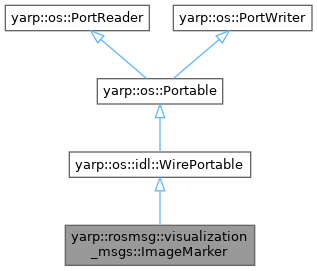 yarp::os::PortReader
yarp::os::PortWriter
yarp::os::Portable
yarp::os::idl::WirePortable
yarp::rosmsg::visualization
_msgs::ImageMarker